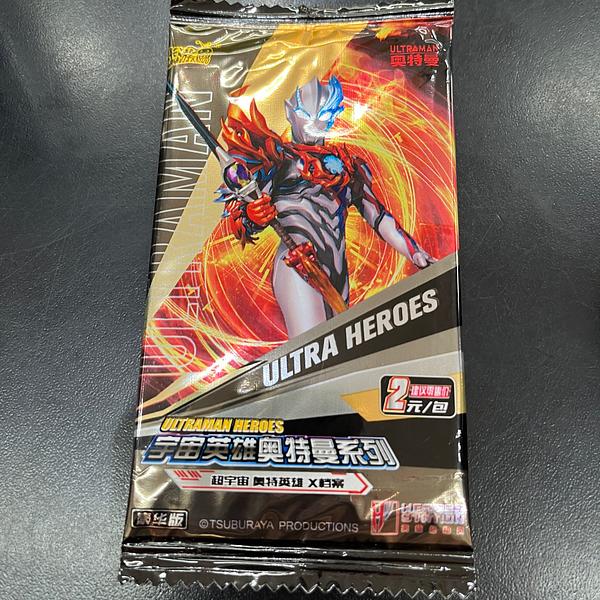 ULTRAMAN
奥特曼
ULTRAMAN
ULTRA HEROES
2
建议零售价
元/包
ULTRAMAN HEROES
宇宙英雄奥特曼系列
超宇宙 奥特英雄 X档案
豪华版
©TSUBURAYA PRODUCTIONS